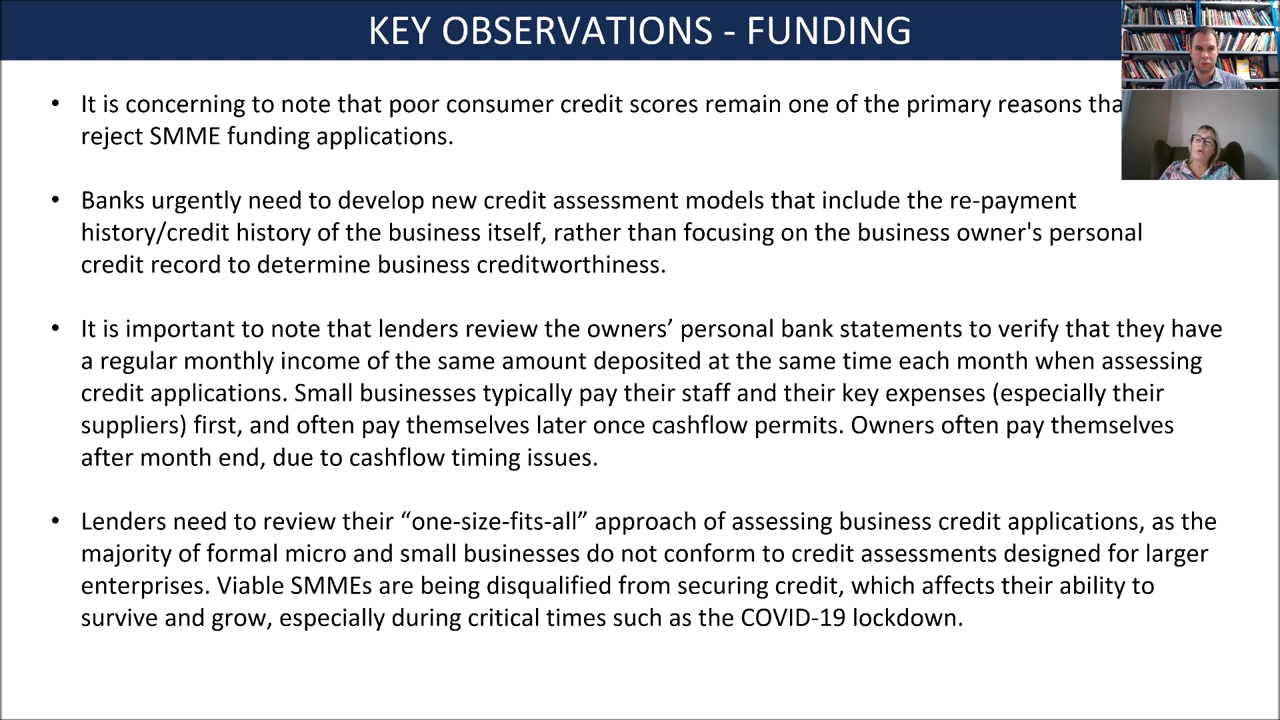 KEY OBSERVATIONS - FUNDING
• It is concerning to note that poor consumer credit scores remain one of the primary reasons
reject SMME funding applications.
• Banks urgently need to develop new credit assessment models that include the re-payment
history/credit history of the business itself, rather than focusing on the business owner's personal
credit record to determine business creditworthiness.
• It is important to note that lenders review the owners’ personal bank statements to verify that they have
a regular monthly income of the same amount deposited at the same time each month when assessing
credit applications. Small businesses typically pay their staff and their key expenses (especially their
suppliers) first, and often pay themselves later once cashflow permits. Owners often pay themselves
after month end, due to cashflow timing issues.
• Lenders need to review their “one-size-fits-all” approach of assessing business credit applications, as the
majority of formal micro and small businesses do not conform to credit assessments designed for larger
enterprises. Viable SMMEs are being disqualified from securing credit, which affects their ability to
survive and grow, especially during critical times such as the COVID-19 lockdown.